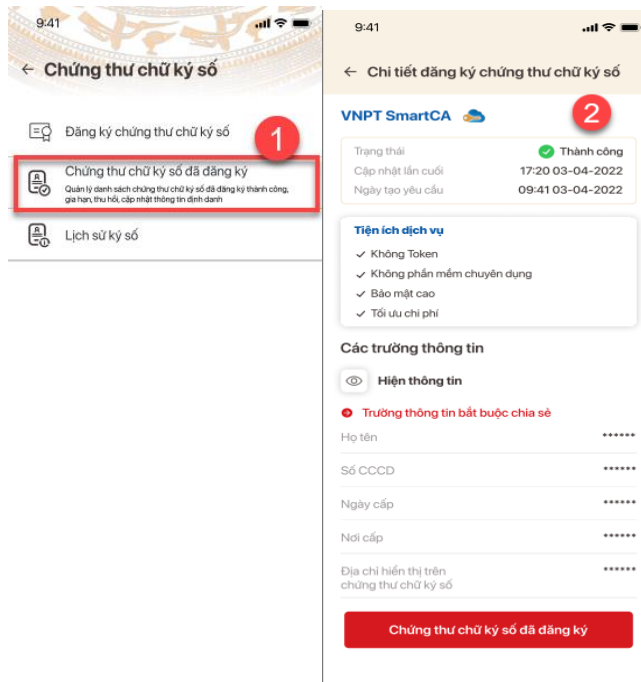 9:41
← Chứng thư chữ ký số
Đăng ký chứng thư chữ ký số
1
Chứng thư chữ ký số đã đăng ký
Quản lý danh sách chứng thư chữ ký số đã đăng ký thành công,
gia hạn, thu hồi, cập nhật thông tin định danh
Lịch sử ký số
9:41
← Chi tiết đăng ký chứng thư chữ ký số
VNPT SmartCA
2
Trạng thái Thành công
Cập nhật lần cuối 17:20 03-04-2022
Ngày tạo yêu cầu 09:41 03-04-2022
Tiện ích dịch vụ
✓ Không Token
✓ Không phần mềm chuyên dụng
✓ Bảo mật cao
✓ Tối ưu chi phí
Các trường thông tin
Hiện thông tin
Trường thông tin bắt buộc chia sẻ
Họ tên ******
Số CCCD ******
Ngày cấp ******
Nơi cấp ******
Địa chỉ hiển thị trên ******
chứng thư chữ ký số
Chứng thư chữ ký số đã đăng ký